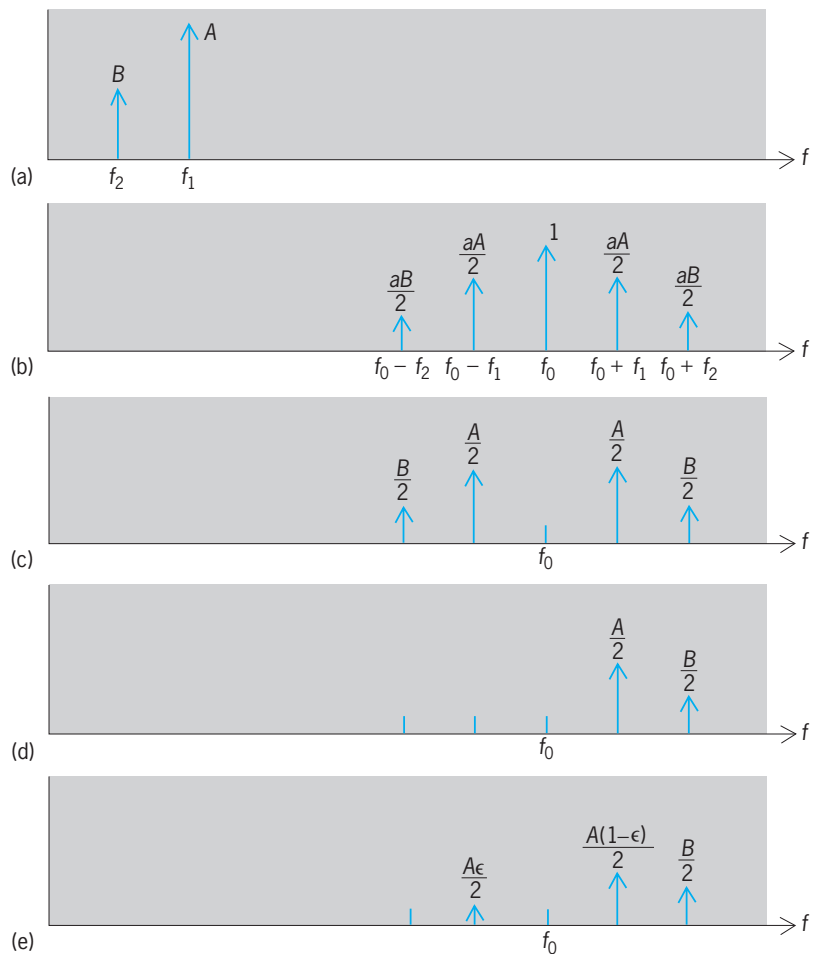 A
B
f
(a)
f₂
f₁
1
aA/2
aA/2
aB/2
aB/2
f
(b)
f₀ − f₂
f₀ − f₁
f₀
f₀ + f₁
f₀ + f₂
A/2
A/2
B/2
B/2
f
(c)
f₀
A/2
B/2
f
(d)
f₀
A(1−ϵ)/2
Aϵ/2
B/2
f
(e)
f₀